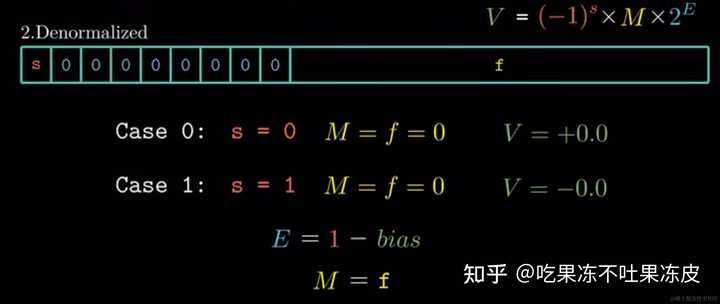 V = (−1)ˢ×M×2ᴱ
2.Denormalized
s 0 0 0 0 0 0 0 0 f
Case 0: s = 0 M = f = 0 V = +0.0
Case 1: s = 1 M = f = 0 V = −0.0
E = 1 − bias
M = f
知乎 @吃果冻不吐果冻皮